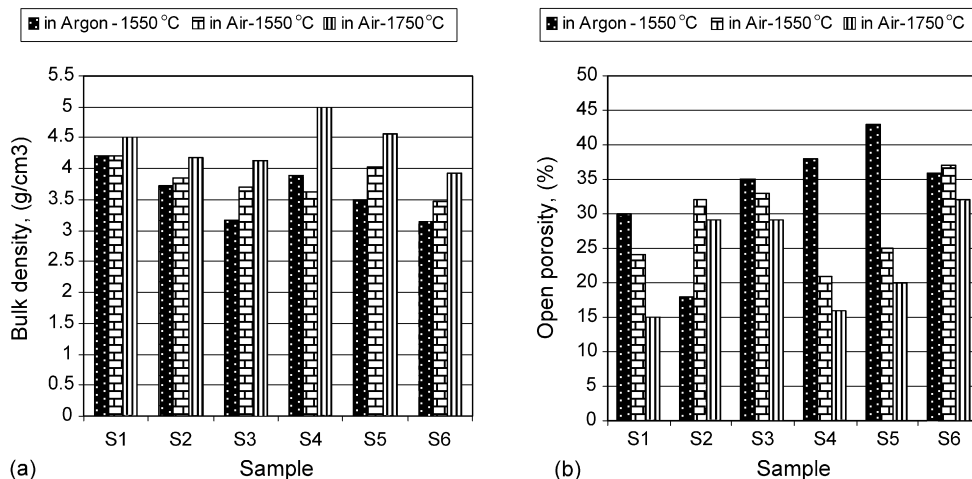 in Argon - 1550 °C in Air-1550 °C in Air-1750 °C
Bulk density, (g/cm3)
5.5
5
4.5
4
3.5
3
2.5
2
1.5
1
0.5
0
S1 S2 S3 S4 S5 S6
(a) Sample
in Argon - 1550 °C in Air-1550 °C in Air-1750 °C
Open porosity, (%)
50
45
40
35
30
25
20
15
10
5
0
S1 S2 S3 S4 S5 S6
(b) Sample